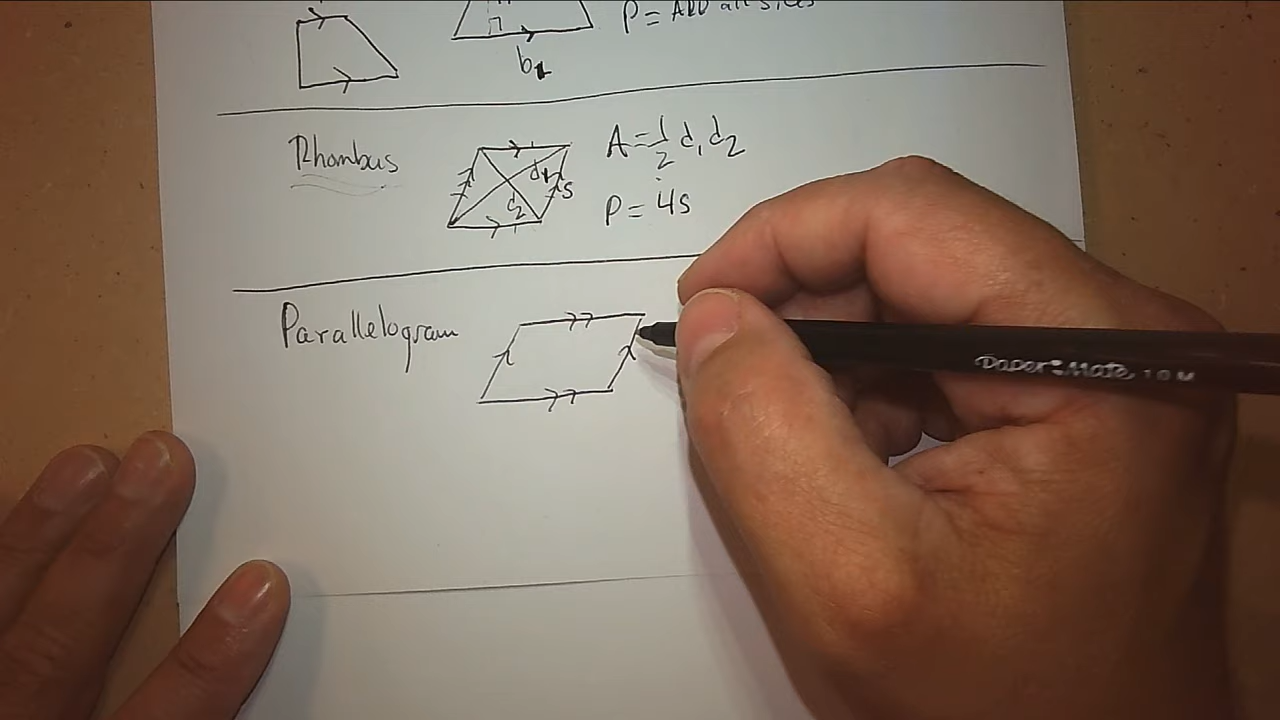 P = ADD all sides
b1
Rhombus
A = 1/2 d1 d2
d1
d2
s
P = 4s
Parallelogram
Paper:Mate 1.0 M